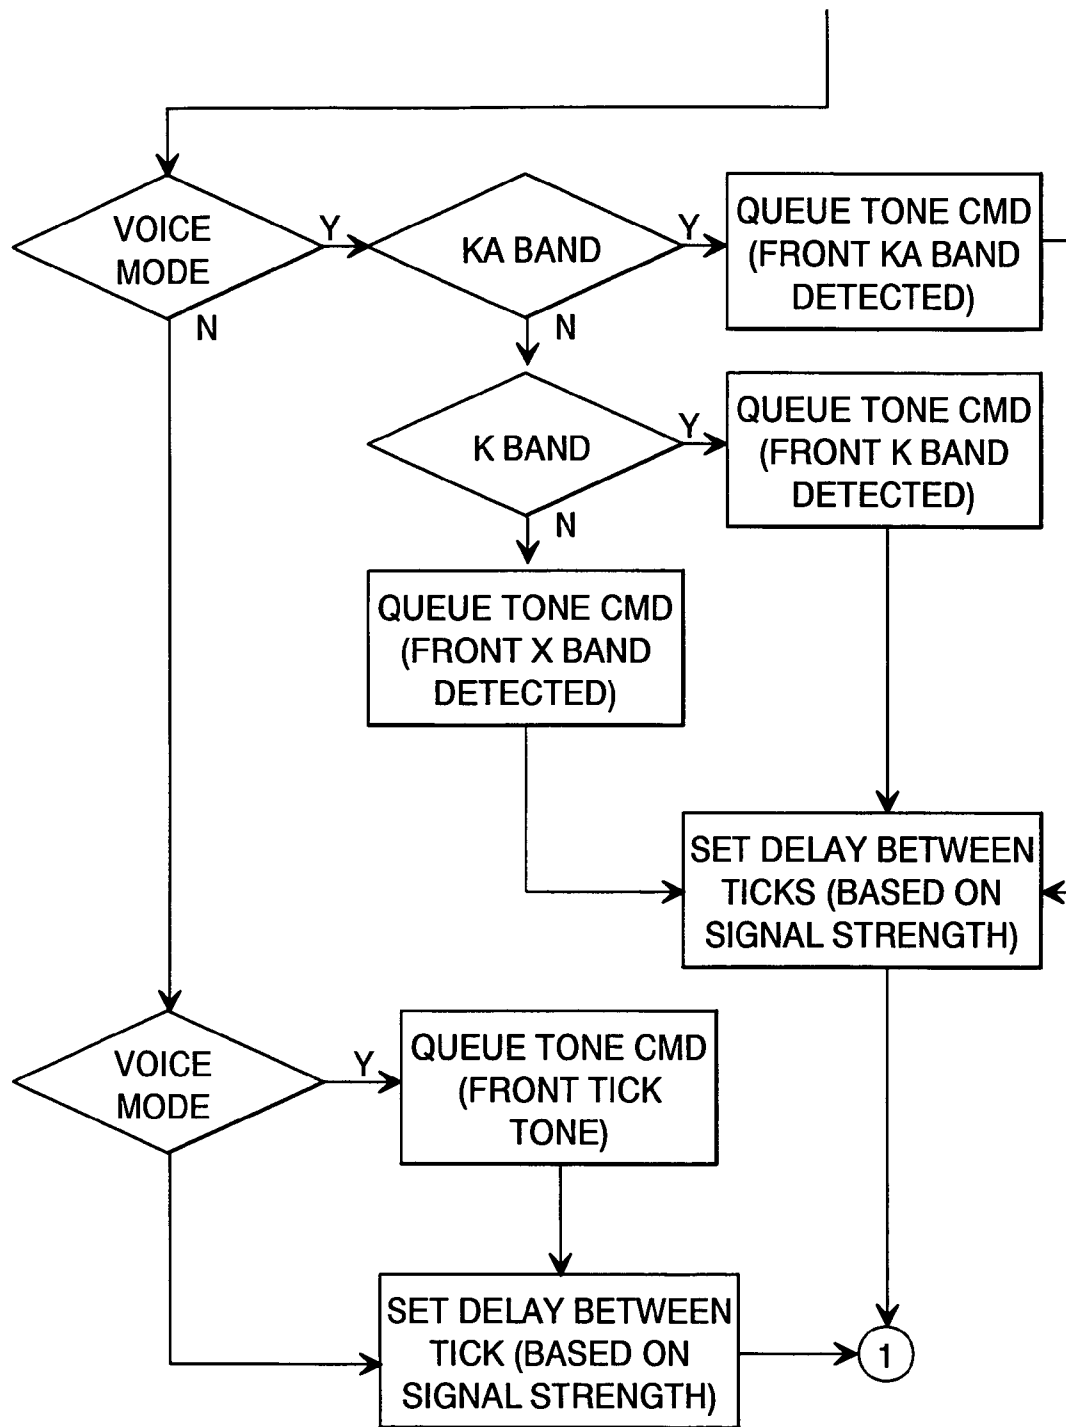 VOICE
MODE
Y
N
KA BAND
Y
N
QUEUE TONE CMD
(FRONT KA BAND
DETECTED)
K BAND
Y
N
QUEUE TONE CMD
(FRONT K BAND
DETECTED)
QUEUE TONE CMD
(FRONT X BAND
DETECTED)
SET DELAY BETWEEN
TICKS (BASED ON
SIGNAL STRENGTH)
VOICE
MODE
Y
QUEUE TONE CMD
(FRONT TICK
TONE)
SET DELAY BETWEEN
TICK (BASED ON
SIGNAL STRENGTH)
1